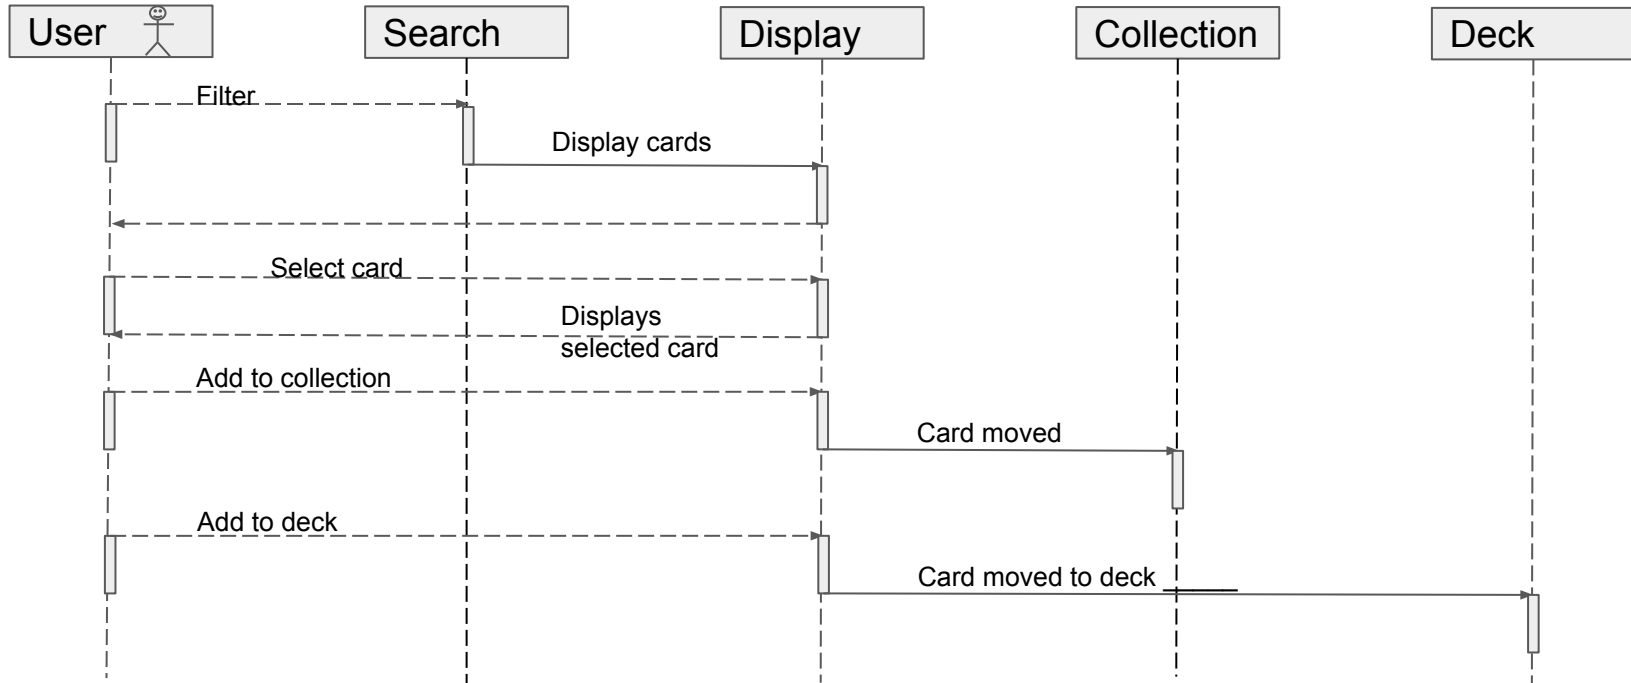 User
Search
Display
Collection
Deck
Filter
Display cards
Select card
Displays
selected card
Add to collection
Card moved
Add to deck
Card moved to deck